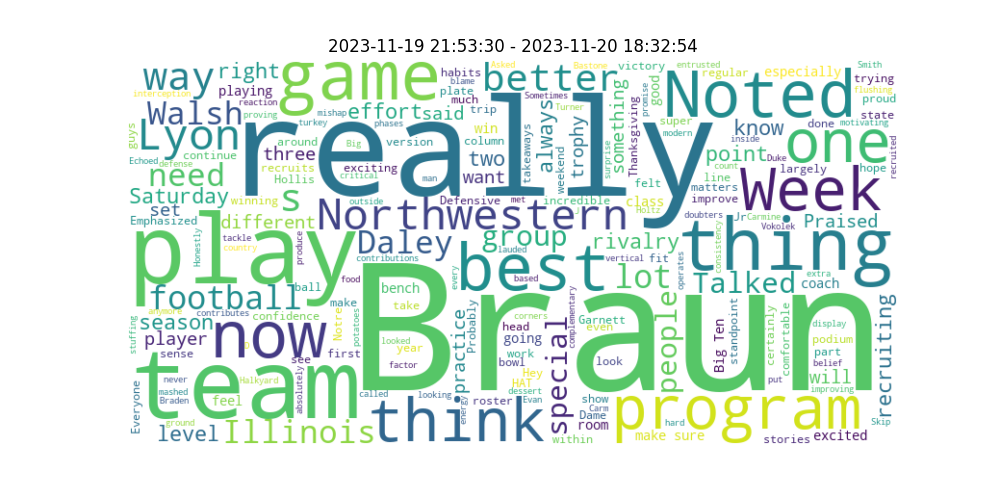 2023-11-19 21:53:30 - 2023-11-20 18:32:54
way right game habits blame plate much trip better victory regular especially entrusted Smith trying
interception playing Asked Bastone promise good flushing proud state
Walsh reaction proving effort said Sometimes always trophy something super Noted
guys Lyon mishap phases version win column takeaways Turner modern know done motivating
turkey around Big two weekend surprise Thanksgiving inside one
Echoed defense continue three exciting critical want point count Duke largely hope recruited
need recruits Hollis man felt line
Saturday winning s really class matters improve Week
Emphasized set different outside Northwestern Defensive met incredible Holtz doubters Jr Carmine Praised
tackle country Daley group lauded rivalry consistency Vokolek thing
Honestly produce contributions vertical fit operates extra
play food best based lot Talked coach
ball bench every complementary
football contributes make take practice Probably corners Garnett people Big Ten standpoint certainly comfortable display recruiting
anymore confidence Notre potatoes looked year head even podium
stuffing season now first going part
player sense see factor work look belief
bowl special put will improving
never Halkyard Hey
team absolutely Braun
mashed feel called looking HAT dessert show program
Everyone Braden energy roster Evan Carm Dame hard Skip
ground think room
level Illinois within make sure stories excited